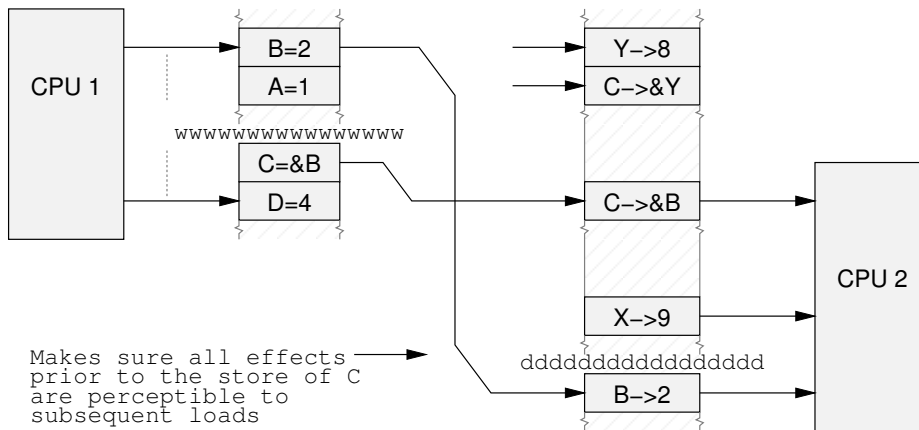 CPU 1
B=2
A=1
wwwwwwwwwwwwwwww
C=&B
D=4
Y->8
C->&Y
C->&B
X->9
ddddddddddddddddd
B->2
CPU 2
Makes sure all effects
prior to the store of C
are perceptible to
subsequent loads